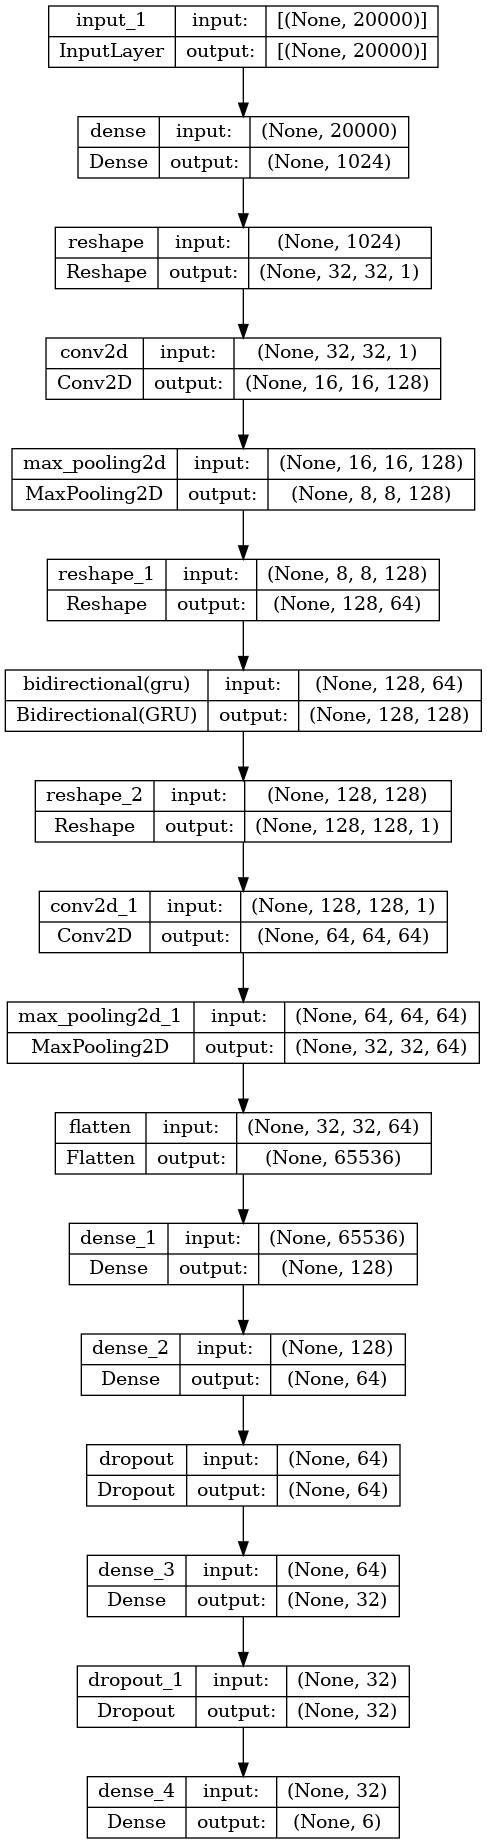 input_1 input: [(None, 20000)]
InputLayer output: [(None, 20000)]
dense input: (None, 20000)
Dense output: (None, 1024)
reshape input: (None, 1024)
Reshape output: (None, 32, 32, 1)
conv2d input: (None, 32, 32, 1)
Conv2D output: (None, 16, 16, 128)
max_pooling2d input: (None, 16, 16, 128)
MaxPooling2D output: (None, 8, 8, 128)
reshape_1 input: (None, 8, 8, 128)
Reshape output: (None, 128, 64)
bidirectional(gru) input: (None, 128, 64)
Bidirectional(GRU) output: (None, 128, 128)
reshape_2 input: (None, 128, 128)
Reshape output: (None, 128, 128, 1)
conv2d_1 input: (None, 128, 128, 1)
Conv2D output: (None, 64, 64, 64)
max_pooling2d_1 input: (None, 64, 64, 64)
MaxPooling2D output: (None, 32, 32, 64)
flatten input: (None, 32, 32, 64)
Flatten output: (None, 65536)
dense_1 input: (None, 65536)
Dense output: (None, 128)
dense_2 input: (None, 128)
Dense output: (None, 64)
dropout input: (None, 64)
Dropout output: (None, 64)
dense_3 input: (None, 64)
Dense output: (None, 32)
dropout_1 input: (None, 32)
Dropout output: (None, 32)
dense_4 input: (None, 32)
Dense output: (None, 6)